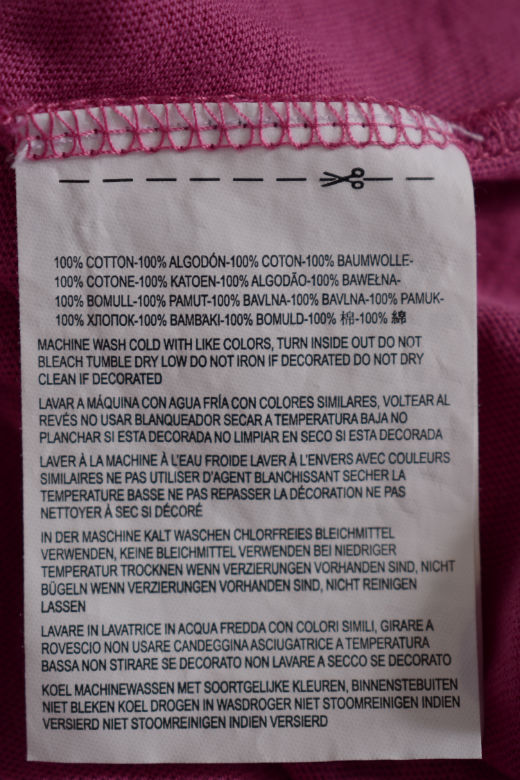 100% COTTON-100% ALGODÓN-100% COTON-100% BAUMWOLLE-
100% COTONE-100% KATOEN-100% ALGODÃO-100% BAWEŁNA-
100% BOMULL-100% PAMUT-100% BAVLNA-100% BAVLNA-100% PAMUK-
100% ХЛОПОК-100% ΒΑΜΒΆΚΙ-100% BOMULD-100% 棉-100% 綿
MACHINE WASH COLD WITH LIKE COLORS, TURN INSIDE OUT DO NOT
BLEACH TUMBLE DRY LOW DO NOT IRON IF DECORATED DO NOT DRY
CLEAN IF DECORATED
LAVAR A MÁQUINA CON AGUA FRÍA CON COLORES SIMILARES, VOLTEAR AL
REVÉS NO USAR BLANQUEADOR SECAR A TEMPERATURA BAJA NO
PLANCHAR SI ESTA DECORADA NO LIMPIAR EN SECO SI ESTA DECORADA
LAVER À LA MACHINE À L'EAU FROIDE LAVER À L'ENVERS AVEC COULEURS
SIMILAIRES NE PAS UTILISER D'AGENT BLANCHISSANT SECHER LA
TEMPERATURE BASSE NE PAS REPASSER LA DÉCORATION NE PAS
NETTOYER À SEC SI DÉCORÉ
IN DER MASCHINE KALT WASCHEN CHLORFREIES BLEICHMITTEL
VERWENDEN, KEINE BLEICHMITTEL VERWENDEN BEI NIEDRIGER
TEMPERATUR TROCKNEN WENN VERZIERUNGEN VORHANDEN SIND, NICHT
BÜGELN WENN VERZIERUNGEN VORHANDEN SIND, NICHT REINIGEN
LASSEN
LAVARE IN LAVATRICE IN ACQUA FREDDA CON COLORI SIMILI, GIRARE A
ROVESCIO NON USARE CANDEGGINA ASCIUGATRICE A TEMPERATURA
BASSA NON STIRARE SE DECORATO NON LAVARE A SECCO SE DECORATO
KOEL MACHINEWASSEN MET SOORTGELIJKE KLEUREN, BINNENSTEBUITEN
NIET BLEKEN KOEL DROGEN IN WASDROGER NIET STOOMREINIGEN INDIEN
VERSIERD NIET STOOMREINIGEN INDIEN VERSIERD